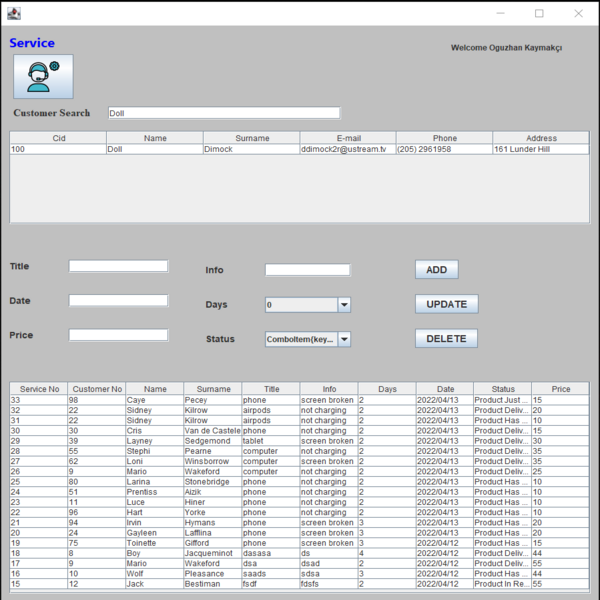 Service
Welcome Oguzhan Kaymakçı
Customer Search Doll
Cid Name Surname E-mail Phone Address
100 Doll Dimock ddimock2r@ustream.tv (205) 2961958 161 Lunder Hill
Title Info ADD
Date Days 0 UPDATE
Price Status ComboItem{key... DELETE
Service No Customer No Name Surname Title Info Days Date Status Price
33 98 Caye Pecey phone screen broken 2 2022/04/13 Product Just ... 15
32 22 Sidney Kilrow airpods not charging 2 2022/04/13 Product Deliv... 20
31 22 Sidney Kilrow airpods not charging 2 2022/04/13 Product Has ... 10
30 30 Cris Van de Castele phone not charging 2 2022/04/13 Product Deliv... 15
29 39 Layney Sedgemond tablet screen broken 2 2022/04/13 Product Deliv... 30
28 55 Stephi Pearne computer not charging 2 2022/04/13 Product Deliv... 35
27 62 Loni Winsborrow computer screen broken 2 2022/04/13 Product Deliv... 35
26 9 Mario Wakeford computer not charging 2 2022/04/13 Product Deliv... 25
25 80 Larina Stonebridge phone not charging 2 2022/04/13 Product Has ... 10
24 51 Prentiss Aizik phone not charging 2 2022/04/13 Product Has ... 10
23 11 Luce Hiner phone not charging 2 2022/04/13 Product Has ... 10
22 96 Hart Yorke phone not charging 2 2022/04/13 Product Has ... 10
21 94 Irvin Hymans phone screen broken 3 2022/04/13 Product Has ... 20
20 24 Gayleen Lafflina phone screen broken 3 2022/04/13 Product Has ... 20
19 75 Toinette Gifford phone screen broken 3 2022/04/12 Product Has ... 15
18 8 Boy Jacqueminot dasasa ds 4 2022/04/12 Product Deliv... 44
17 9 Mario Wakeford dsa dsad 2 2022/04/12 Product Deliv... 55
16 10 Wolf Pleasance saads sdsa 3 2022/04/12 Product Has ... 44
15 12 Jack Bestiman fsdf fdsfs 2 2022/04/12 Product In Re... 55